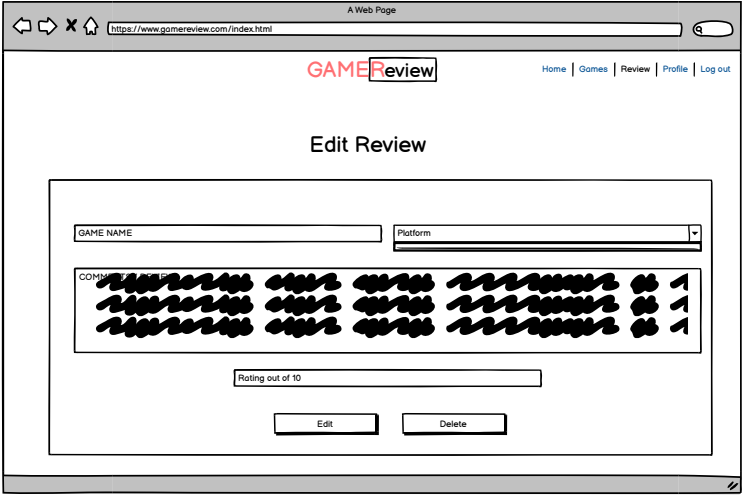 A Web Page
https://www.gamereview.com/index.html
GAMEReview
Home | Games | Review | Profile | Log out
Edit Review
GAME NAME
Platform
Rating out of 10
Edit
Delete